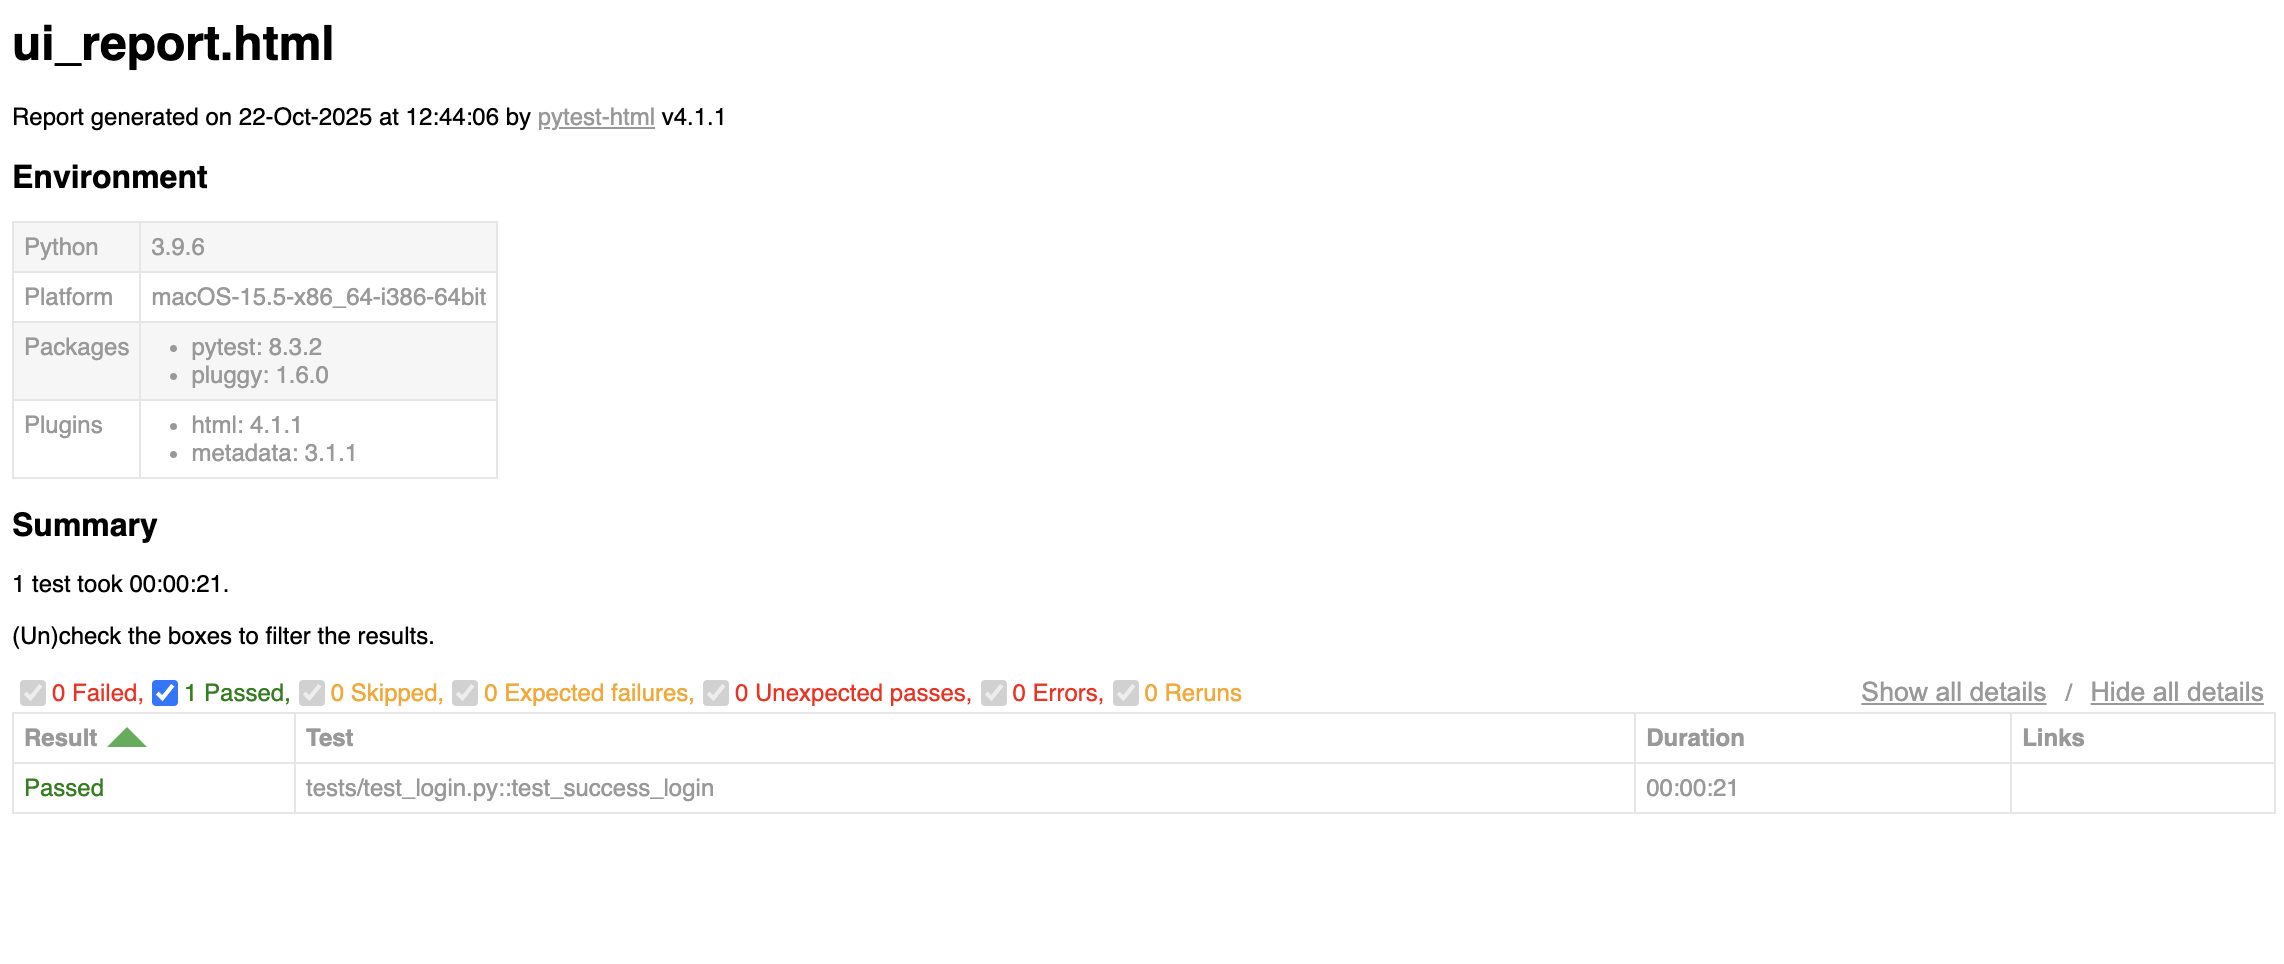 ui_report.html
Report generated on 22-Oct-2025 at 12:44:06 by pytest-html v4.1.1
Environment
Python 3.9.6
Platform macOS-15.5-x86_64-i386-64bit
Packages pytest: 8.3.2
pluggy: 1.6.0
Plugins html: 4.1.1
metadata: 3.1.1
Summary
1 test took 00:00:21.
(Un)check the boxes to filter the results.
0 Failed, 1 Passed, 0 Skipped, 0 Expected failures, 0 Unexpected passes, 0 Errors, 0 Reruns Show all details / Hide all details
Result Test Duration Links
Passed tests/test_login.py::test_success_login 00:00:21